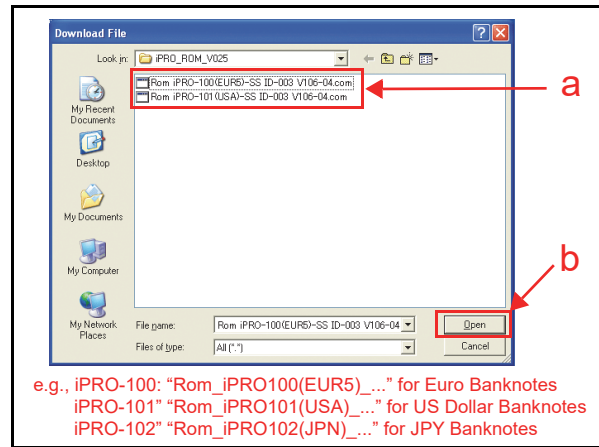 Download File
Look in: iPRO_ROM_V025
Rom iPRO-100(EUR5)-SS ID-003 V106-04.com
Rom iPRO-101(USA)-SS ID-003 V106-04.com
a
My Recent
Documents
Desktop
My Documents
My Computer
b
My Network
Places
File name: Rom iPRO-100(EUR5)-SS ID-003 V106-04
Open
Files of type: All (*.*)
Cancel
e.g., iPRO-100: “Rom_iPRO100(EUR5)_...” for Euro Banknotes
iPRO-101” “Rom_iPRO101(USA)_...” for US Dollar Banknotes
iPRO-102” “Rom_iPRO102(JPN)_...” for JPY Banknotes